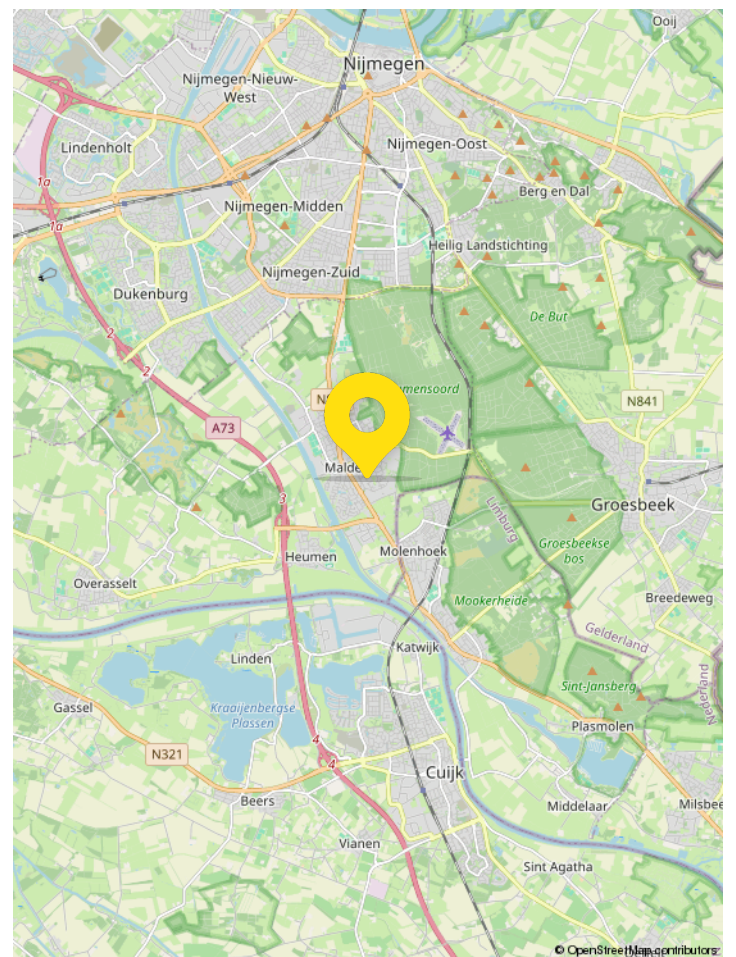 Ooij
Nijmegen
Nijmegen-Nieuw-
West
Lindenholt
Nijmegen-Oost
1a
Berg en Dal
Nijmegen-Midden
1a
Heilig Landstichting
Nijmegen-Zuid
Dukenburg
De But
2
2
N841
A73
3
Groesbeek
Limburg
Molenhoek
Groesbeekse
bos
Heumen
Overasselt
Mookerheide
Breedeweg
Gelderland
Katwijk
Linden
Nederland
Sint-Jansberg
Gassel
Kraaijenbergse
Plassen
Plasmolen
4
N321
4
Cuijk
Beers
Middelaar
Milsbee
Vianen
Sint Agatha
© OpenStreetMap contributors